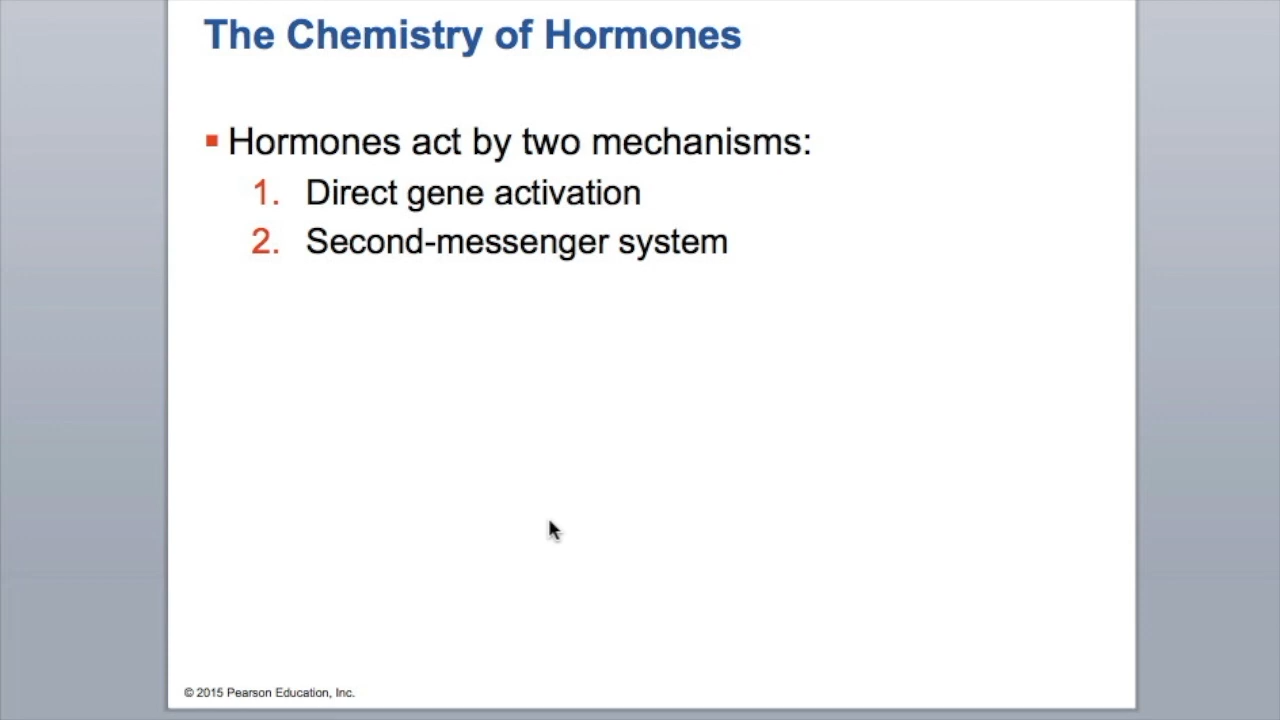 The Chemistry of Hormones
▪ Hormones act by two mechanisms:
1. Direct gene activation
2. Second-messenger system
© 2015 Pearson Education, Inc.